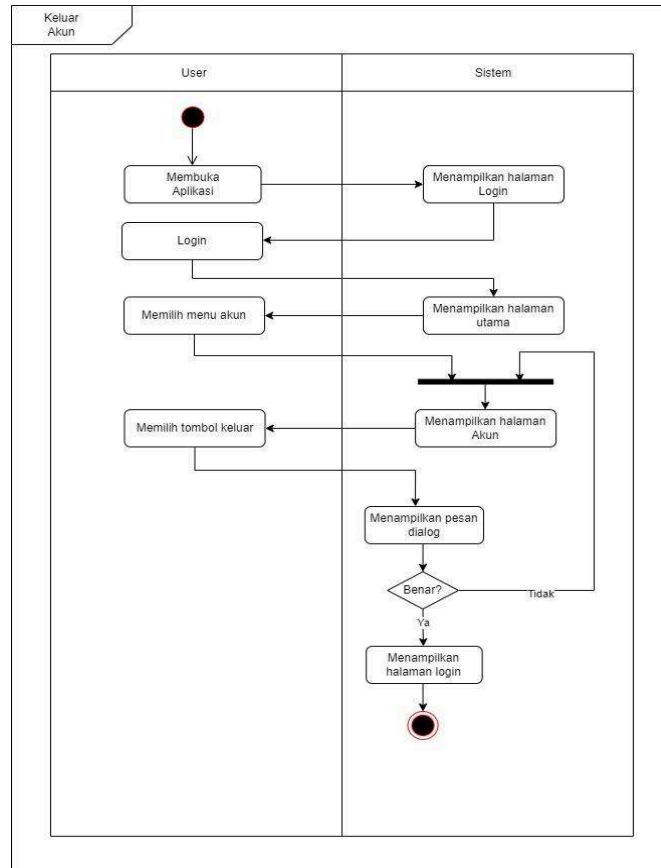 Keluar
Akun
User
Sistem
Membuka
Aplikasi
Menampilkan halaman
Login
Login
Menampilkan halaman
utama
Memilih menu akun
Menampilkan halaman
Akun
Memilih tombol keluar
Menampilkan pesan
dialog
Benar?
Tidak
Ya
Menampilkan
halaman login